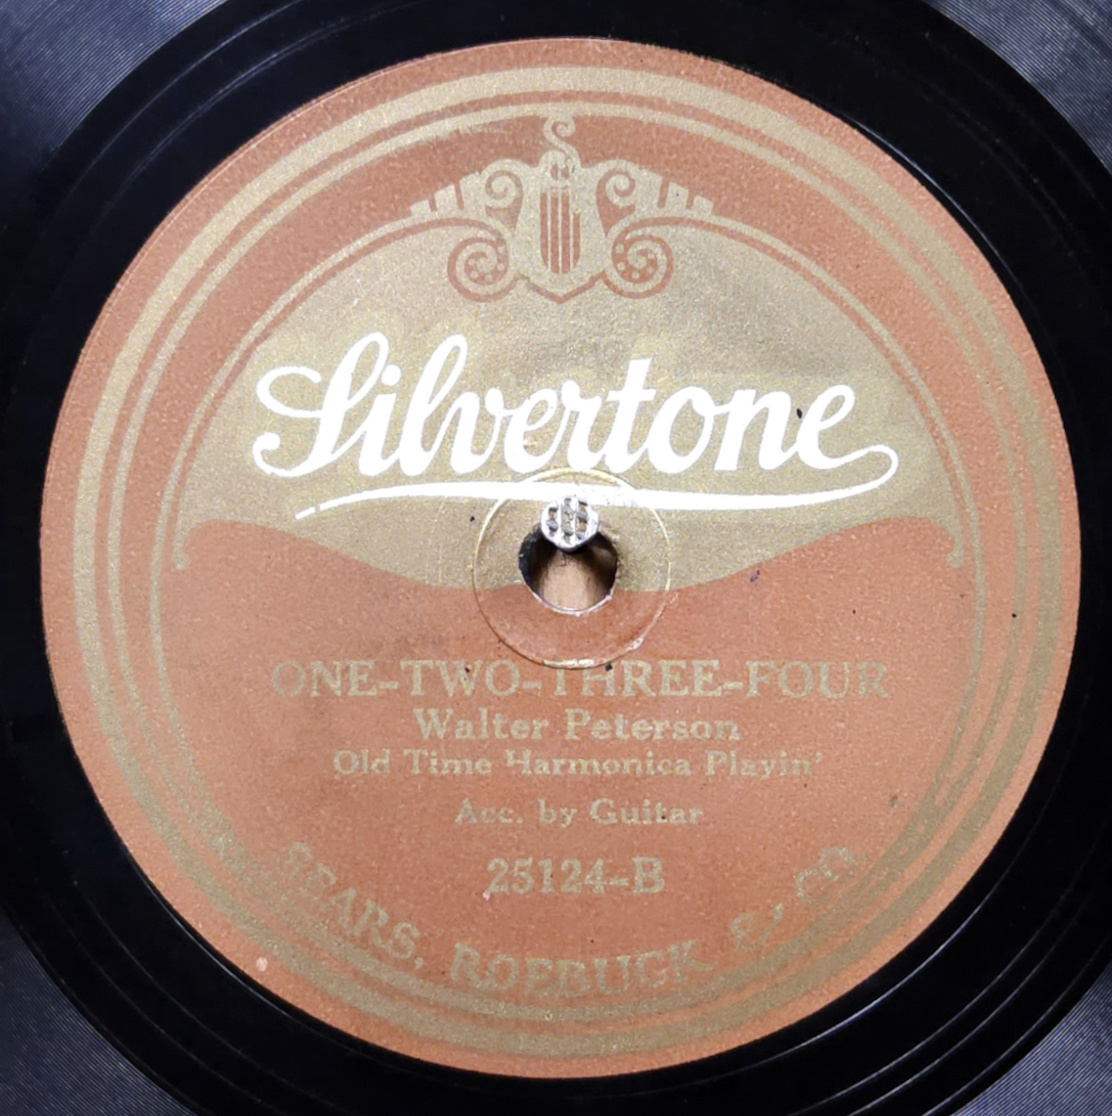 Silvertone
ONE-TWO-THREE-FOUR
Walter Peterson
Old Time Harmonica Playin'
Acc. by Guitar
25124-B
SEARS, ROEBUCK & CO